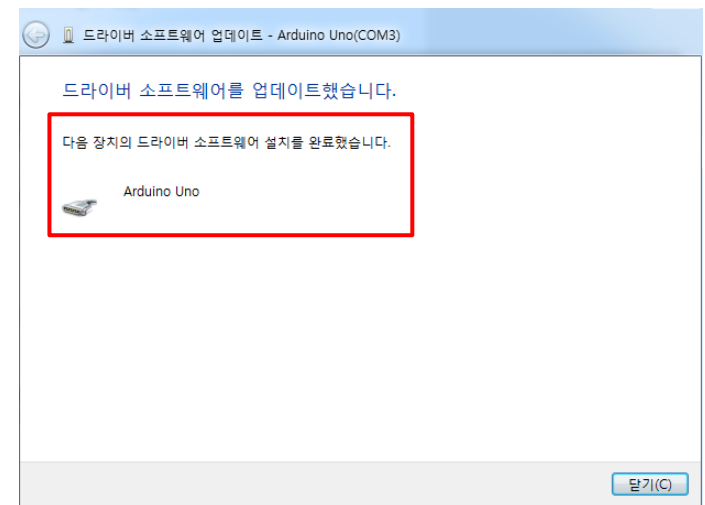 드라이버 소프트웨어 업데이트 - Arduino Uno(COM3)
드라이버 소프트웨어를 업데이트했습니다.
다음 장치의 드라이버 소프트웨어 설치를 완료했습니다.
Arduino Uno
닫기(C)